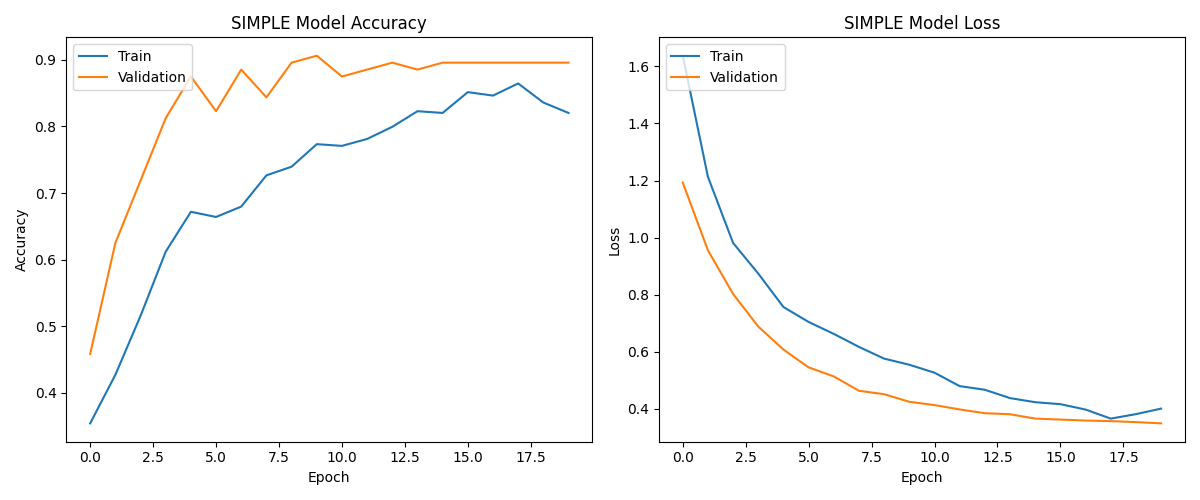 SIMPLE Model Accuracy
Train
Validation
0.9
0.8
0.7
0.6
0.5
0.4
Accuracy
0.0 2.5 5.0 7.5 10.0 12.5 15.0 17.5
Epoch
SIMPLE Model Loss
Train
Validation
1.6
1.4
1.2
1.0
0.8
0.6
0.4
Loss
0.0 2.5 5.0 7.5 10.0 12.5 15.0 17.5
Epoch